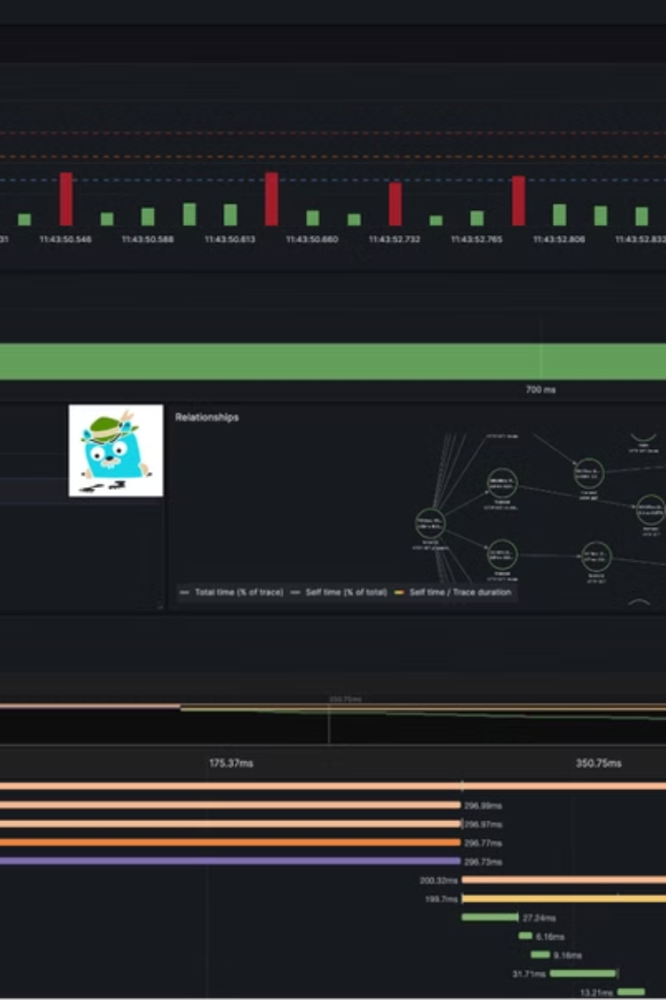 31 11:43:50.546 11:43:50.588 11:43:50.613 11:43:50.660 11:43:52.732 11:43:52.765 11:43:52.806 11:43:52.832
700 ms
Relationships
Total time (% of trace) Self time (% of total) Self time / Trace duration
350.75ms
175.37ms 350.75ms
296.99ms
296.97ms
296.77ms
296.73ms
200.32ms
199.7ms
27.24ms
6.16ms
9.16ms
31.71ms
13.21ms